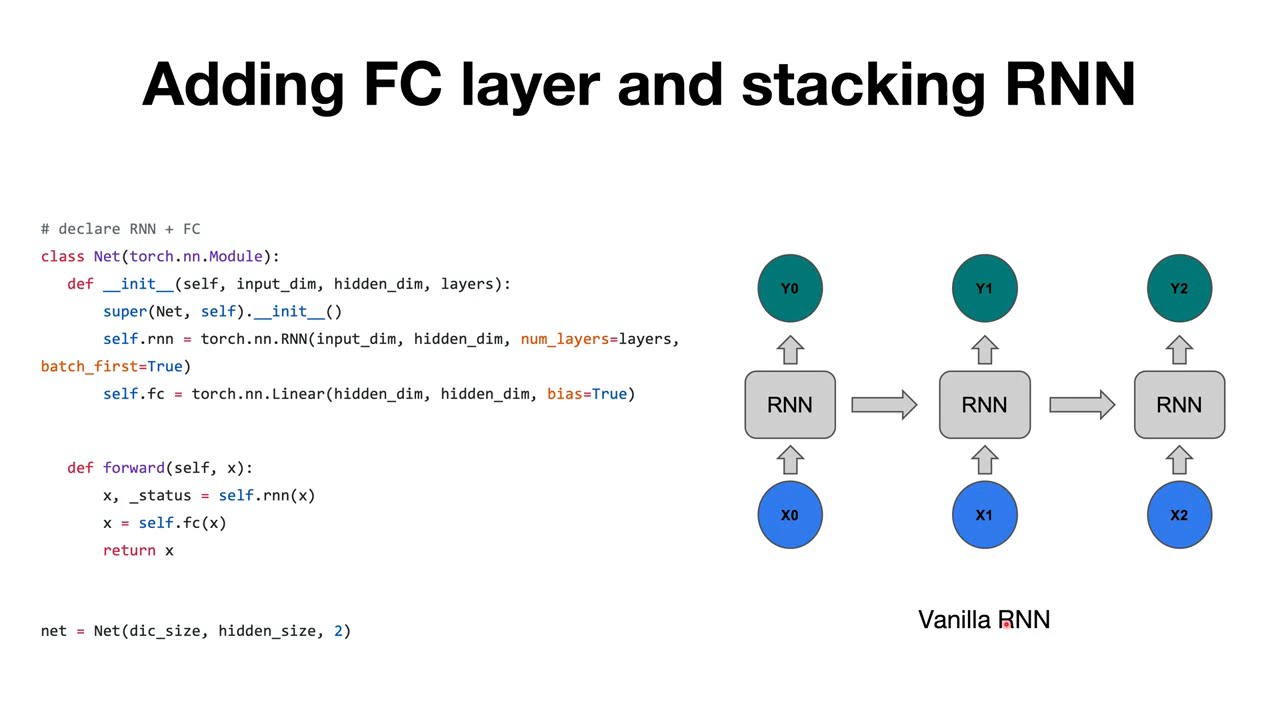 Adding FC layer and stacking RNN
# declare RNN + FC
class Net(torch.nn.Module):
def __init__(self, input_dim, hidden_dim, layers):
super(Net, self).__init__()
self.rnn = torch.nn.RNN(input_dim, hidden_dim, num_layers=layers,
batch_first=True)
self.fc = torch.nn.Linear(hidden_dim, hidden_dim, bias=True)
def forward(self, x):
x, _status = self.rnn(x)
x = self.fc(x)
return x
net = Net(dic_size, hidden_size, 2)
Y0 Y1 Y2
RNN RNN RNN
X0 X1 X2
Vanilla RNN